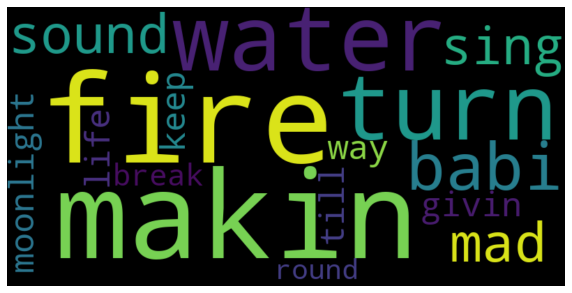 sound
water
sing
fire
turn
moonlight
life
keep
way
babi
break
makin
till
givin
mad
round